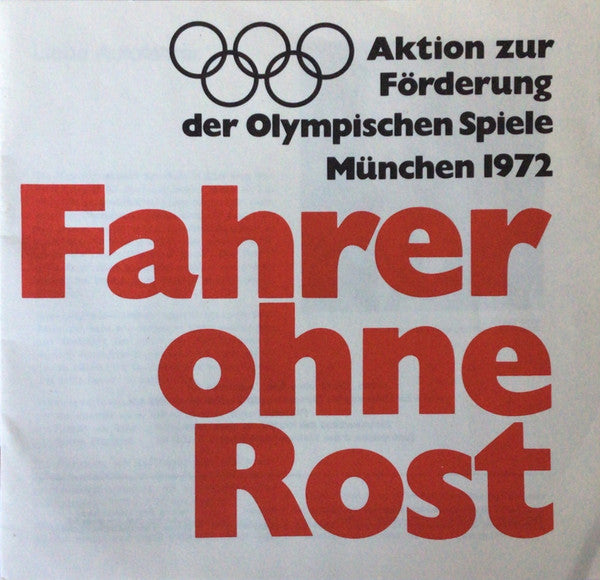 Aktion zur
Förderung
der Olympischen Spiele
München 1972
Fahrer
ohne
Rost